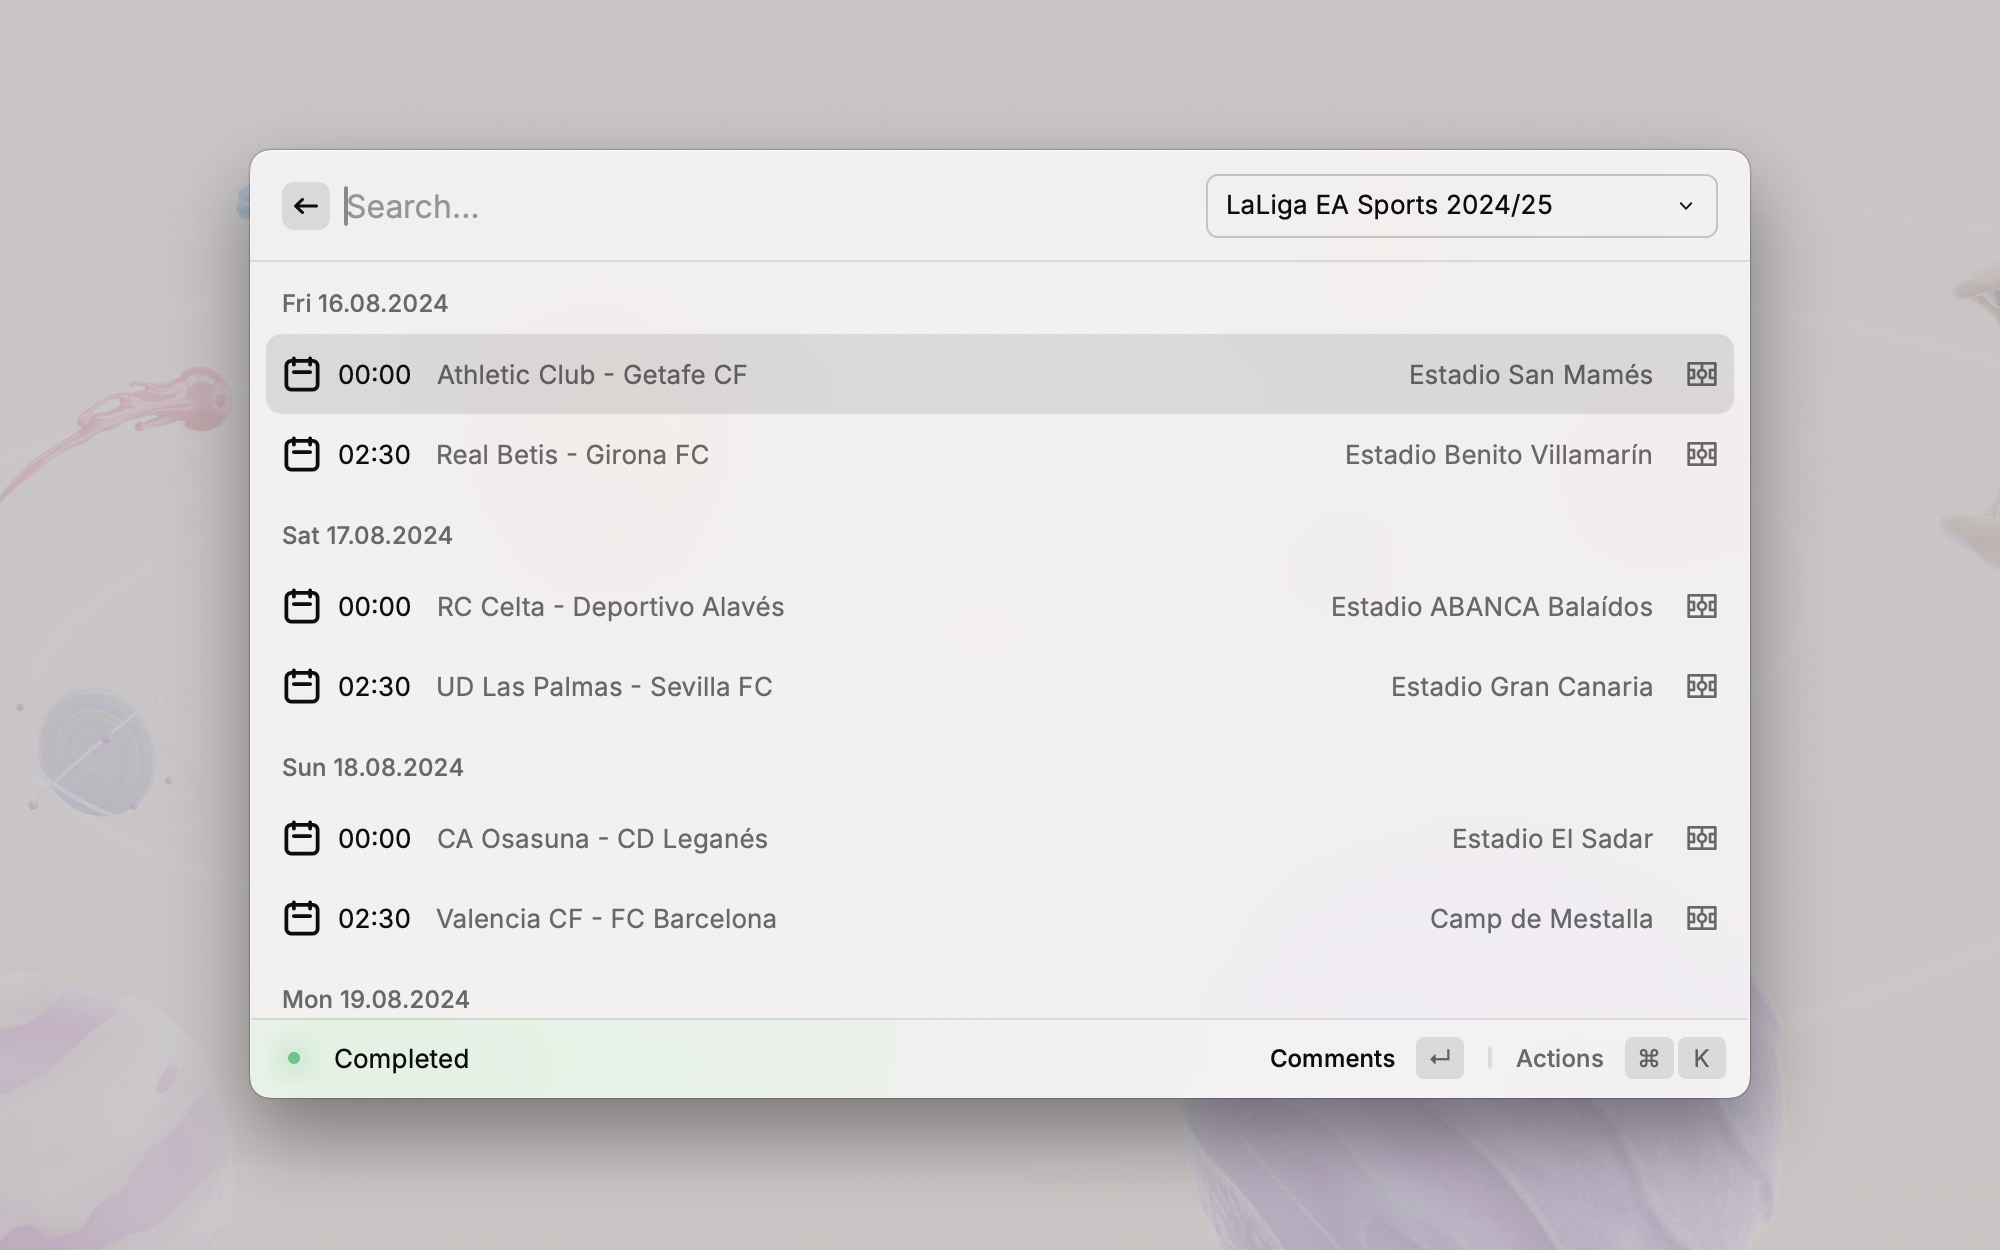 Search...
LaLiga EA Sports 2024/25
Fri 16.08.2024
00:00 Athletic Club - Getafe CF Estadio San Mamés
02:30 Real Betis - Girona FC Estadio Benito Villamarín
Sat 17.08.2024
00:00 RC Celta - Deportivo Alavés Estadio ABANCA Balaídos
02:30 UD Las Palmas - Sevilla FC Estadio Gran Canaria
Sun 18.08.2024
00:00 CA Osasuna - CD Leganés Estadio El Sadar
02:30 Valencia CF - FC Barcelona Camp de Mestalla
Mon 19.08.2024
Completed Comments ↵ Actions ⌘ K